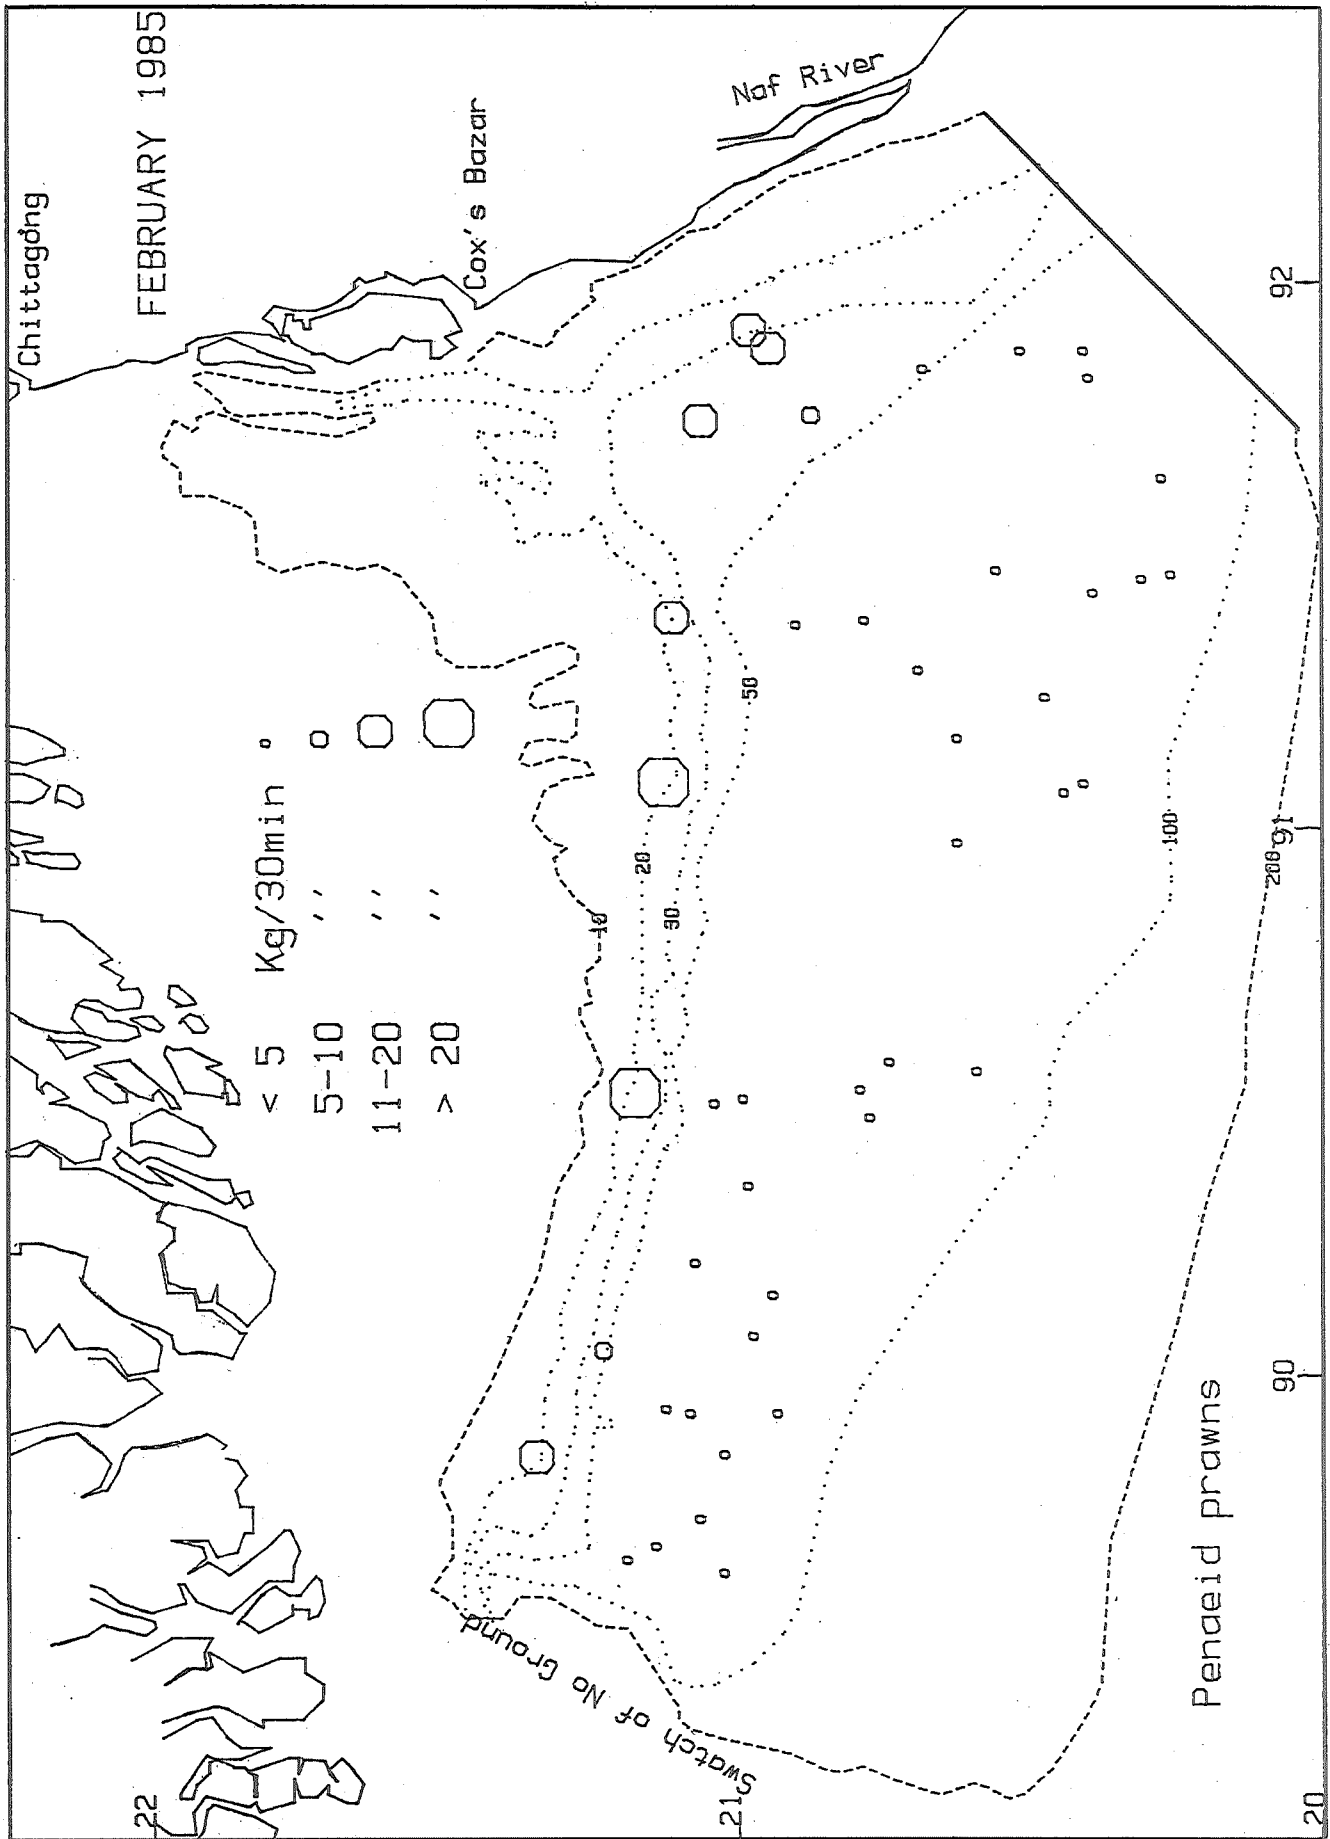 Chittagong
FEBRUARY 1985
Cox's Bazar
Naf River
< 5 Kg/30min
5-10 ,,
11-20 ,,
> 20 ,,
10
20
30
50
100
200
Swatch of No Ground
Penaeid prawns
22
21
20
90
91
92